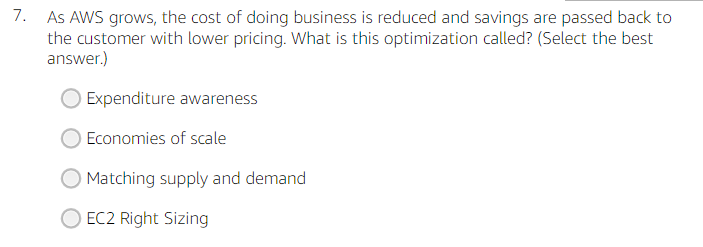 7. As AWS grows, the cost of doing business is reduced and savings are passed back to
the customer with lower pricing. What is this optimization called? (Select the best
answer.)
Expenditure awareness
Economies of scale
Matching supply and demand
EC2 Right Sizing